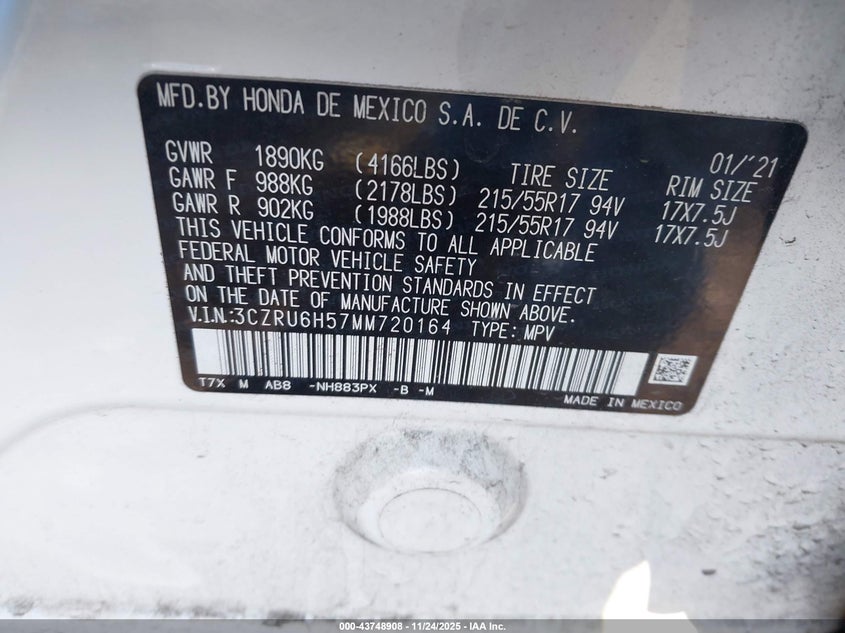 MFD.BY HONDA DE MEXICO S.A. DE C.V.
01/'21
GVWR 1890KG (4166LBS) TIRE SIZE RIM SIZE
GAWR F 988KG (2178LBS) 215/55R17 94V 17X7.5J
GAWR R 902KG (1988LBS) 215/55R17 94V 17X7.5J
THIS VEHICLE CONFORMS TO ALL APPLICABLE
FEDERAL MOTOR VEHICLE SAFETY
AND THEFT PREVENTION STANDARDS IN EFFECT
ON THE DATE OF MANUFACTURE SHOWN ABOVE.
V.I.N:3CZRU6H57MM720164 TYPE: MPV
T7X M AB8 -NH883PX -B -M
MADE IN MEXICO
000-43748908 - 11/24/2025 - IAA Inc.